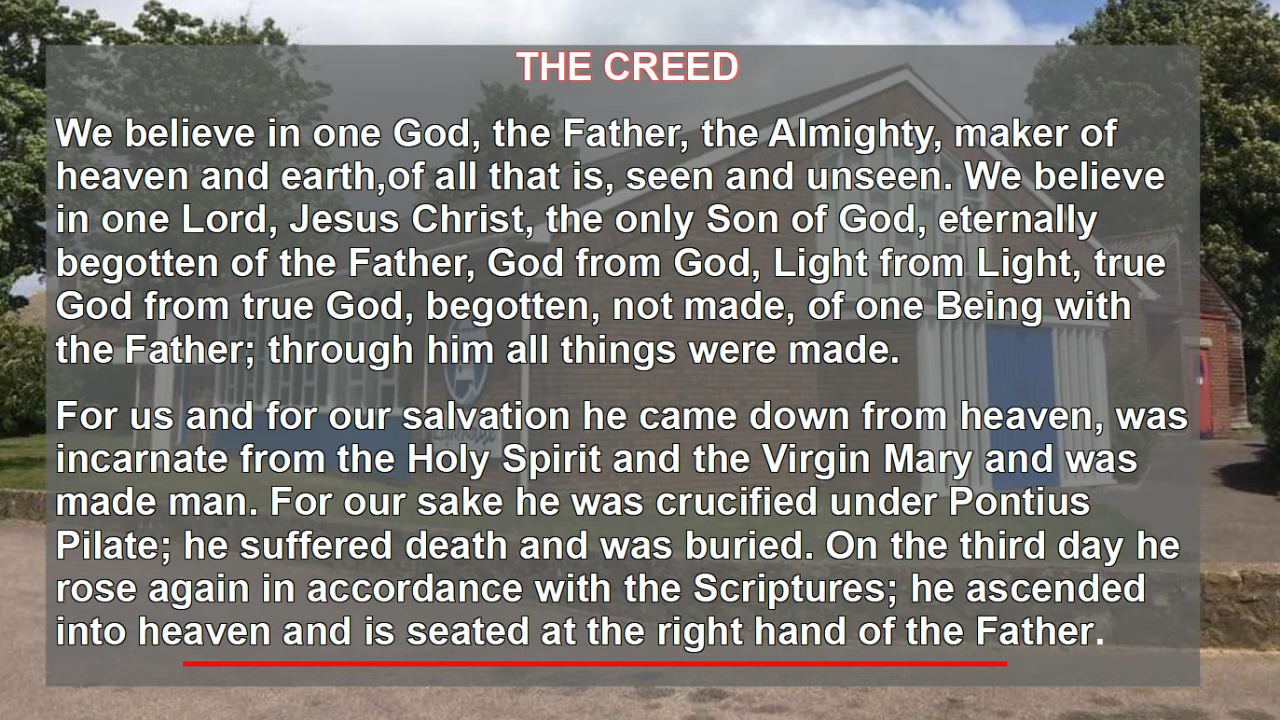 THE CREED
We believe in one God, the Father, the Almighty, maker of
heaven and earth,of all that is, seen and unseen. We believe
in one Lord, Jesus Christ, the only Son of God, eternally
begotten of the Father, God from God, Light from Light, true
God from true God, begotten, not made, of one Being with
the Father; through him all things were made.
For us and for our salvation he came down from heaven, was
incarnate from the Holy Spirit and the Virgin Mary and was
made man. For our sake he was crucified under Pontius
Pilate; he suffered death and was buried. On the third day he
rose again in accordance with the Scriptures; he ascended
into heaven and is seated at the right hand of the Father.